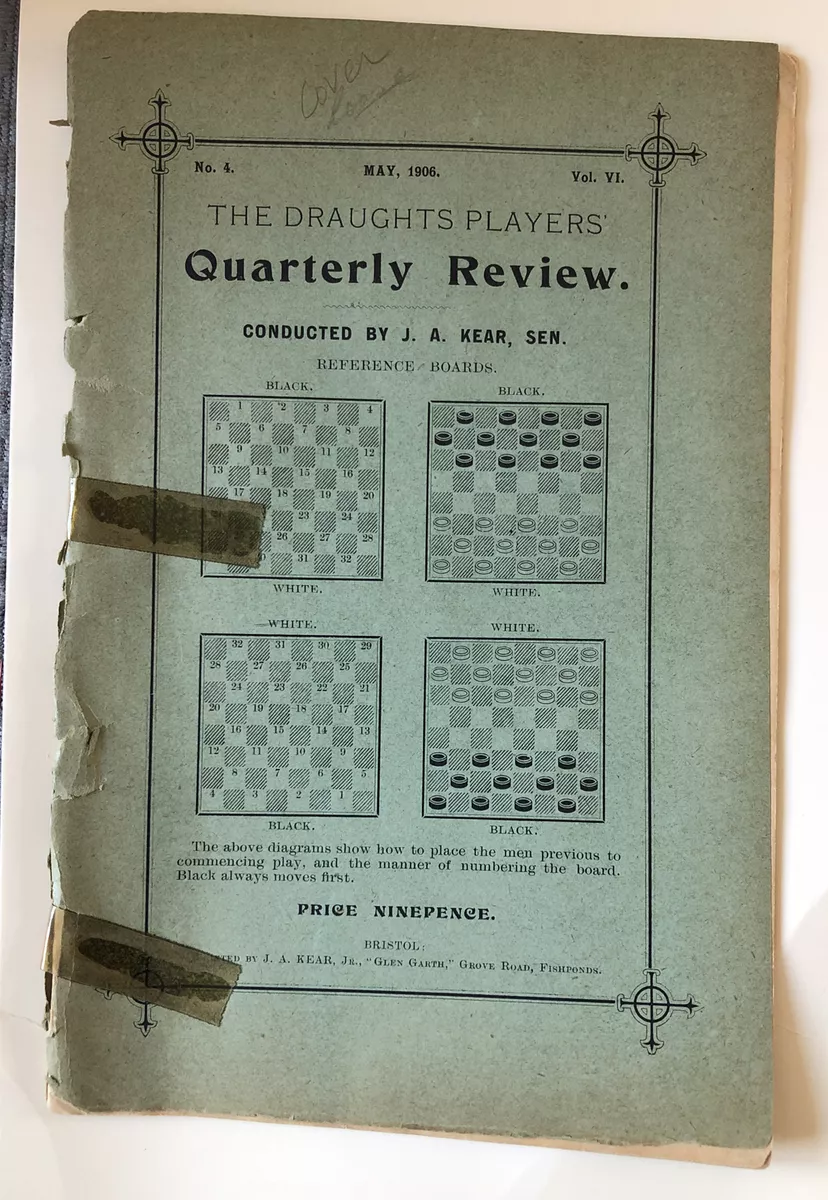 Cover
No. 4. MAY, 1906. Vol. VI.
THE DRAUGHTS PLAYERS'
Quarterly Review.
CONDUCTED BY J. A. KEAR, SEN.
REFERENCE BOARDS.
BLACK. BLACK.
1 2 3 4
5 6 7 8
9 10 11 12
13 14 15 16
17 18 19 20
23 24
26 27 28
31 32
WHITE. WHITE.
WHITE. WHITE.
32 31 30 29
28 27 26 25
24 23 22 21
20 19 18 17
16 15 14 13
12 11 10 9
8 7 6 5
4 3 2 1
BLACK. BLACK.
The above diagrams show how to place the men previous to
commencing play, and the manner of numbering the board.
Black always moves first.
PRICE NINEPENCE.
BRISTOL:
BY J. A. KEAR, JR., "GLEN GARTH," GROVE ROAD, FISHPONDS.